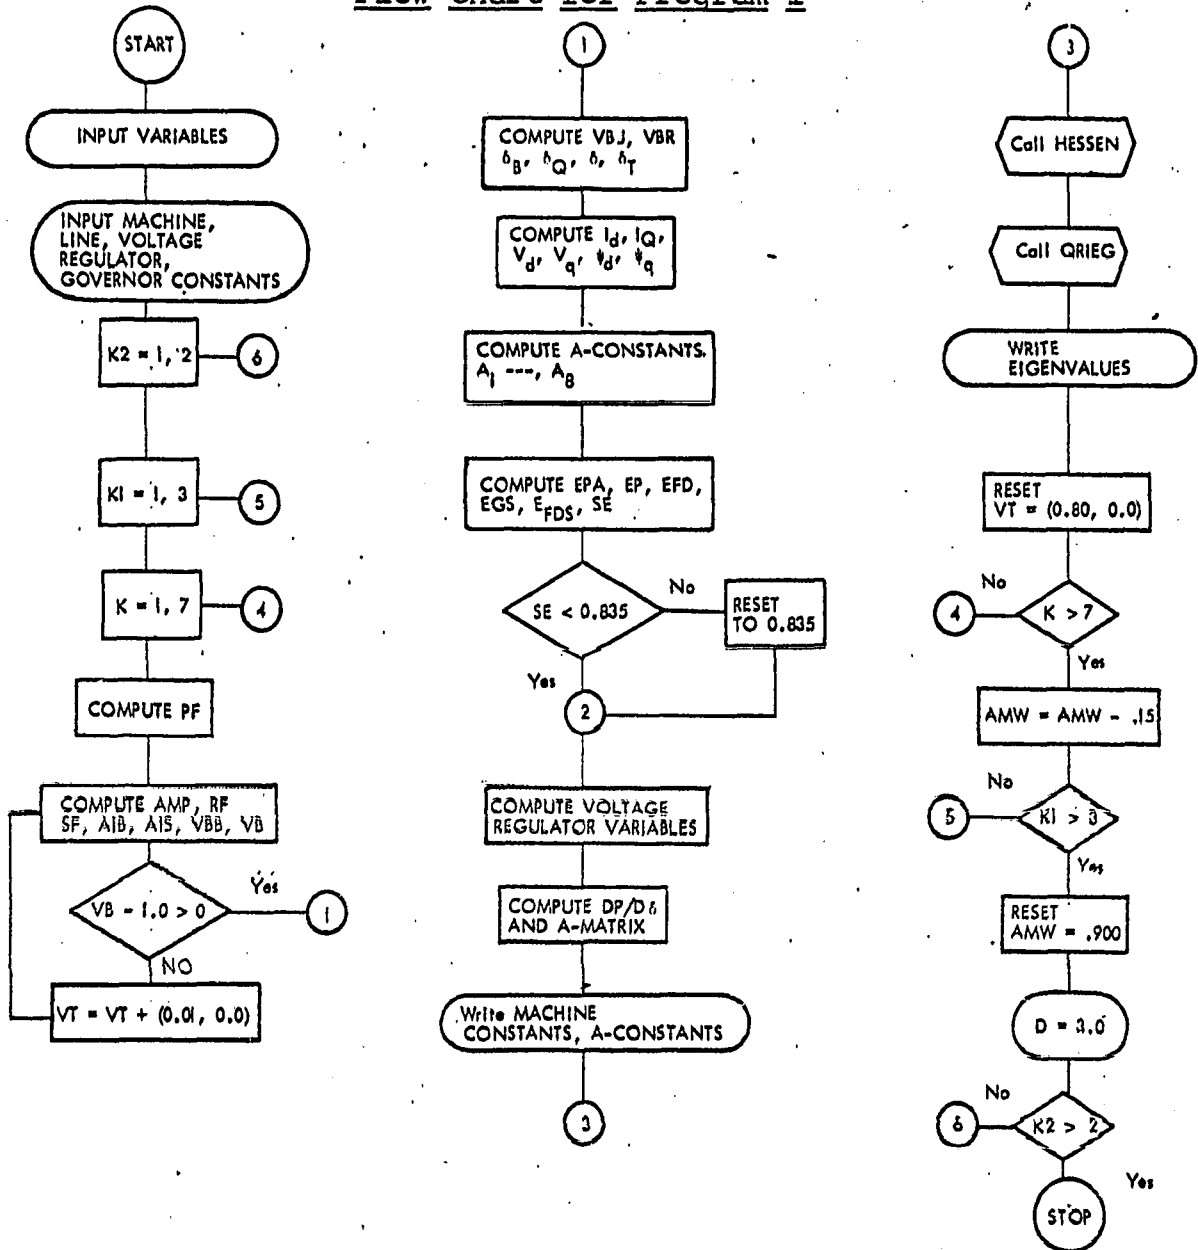 Flow Chart for Program I
START
INPUT VARIABLES
INPUT MACHINE,
LINE, VOLTAGE
REGULATOR,
GOVERNOR CONSTANTS
K2 = 1, 2
6
K1 = 1, 3
5
K = 1, 7
4
COMPUTE PF
COMPUTE AMP, RF
SF, AIB, AIS, VBB, VB
VB - 1.0 > 0
Yes
1
NO
VT = VT + (0.01, 0.0)
1
COMPUTE VBJ, VBR
δB, δQ, δ, δT
COMPUTE Id, IQ,
Vd, Vq, ψd, ψq
COMPUTE A-CONSTANTS.
A1 ---, A8
COMPUTE EPA, EP, EFD,
EGS, EFDS, SE
SE < 0.835
No
RESET
TO 0.835
Yes
2
COMPUTE VOLTAGE
REGULATOR VARIABLES
COMPUTE DP/Dδ
AND A-MATRIX
Write MACHINE
CONSTANTS, A-CONSTANTS
3
3
Call HESSEN
Call QRIEG
WRITE
EIGENVALUES
RESET
VT = (0.80, 0.0)
No
4
K > 7
Yes
AMW = AMW - .15
No
5
K1 > 3
Yes
RESET
AMW = .900
D = 3.0
No
6
K2 > 2
Yes
STOP